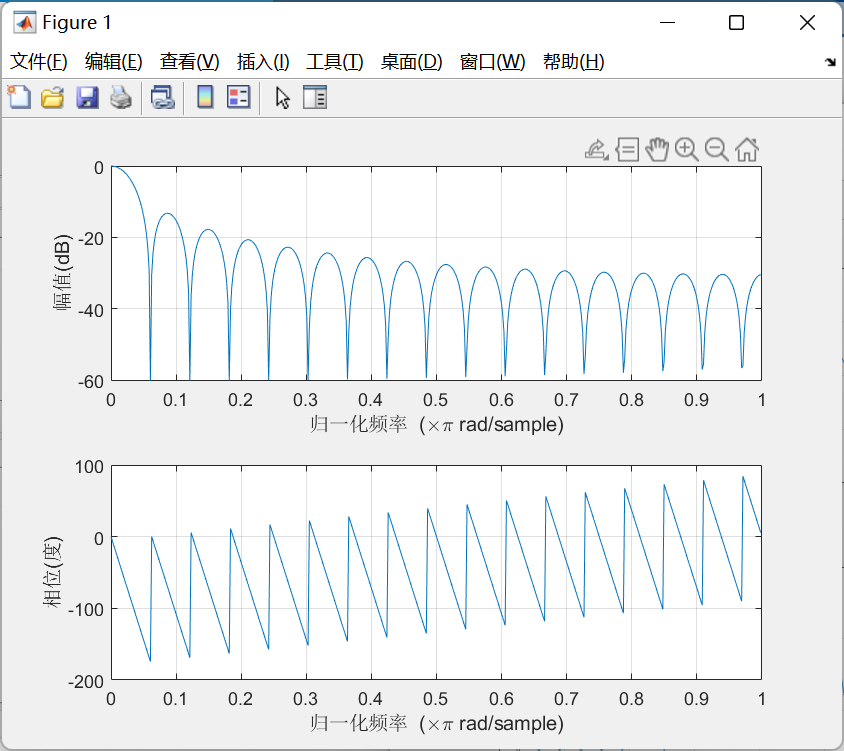 Figure 1
文件(F) 编辑(E) 查看(V) 插入(I) 工具(T) 桌面(D) 窗口(W) 帮助(H)
0
-20
-40
-60
幅值(dB)
0 0.1 0.2 0.3 0.4 0.5 0.6 0.7 0.8 0.9 1
归一化频率 (×π rad/sample)
100
0
-100
-200
相位(度)
0 0.1 0.2 0.3 0.4 0.5 0.6 0.7 0.8 0.9 1
归一化频率 (×π rad/sample)